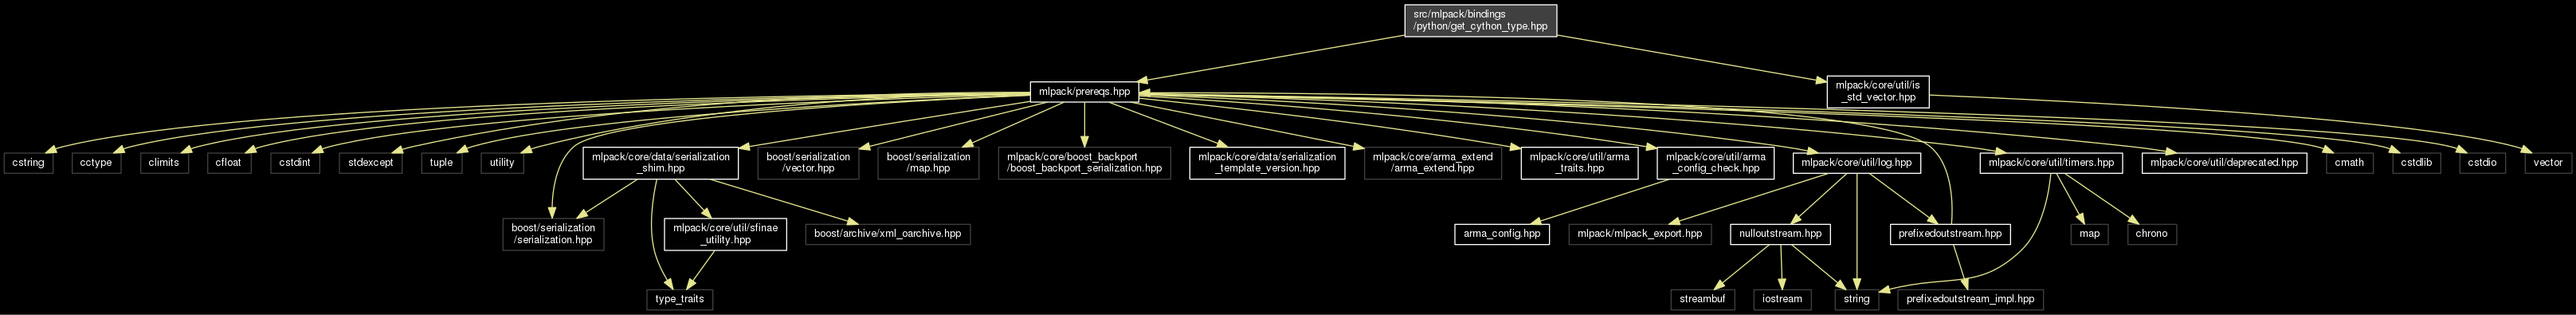 src/mlpack/bindings
/python/get_cython_type.hpp
mlpack/prereqs.hpp
mlpack/core/util/is
_std_vector.hpp
cstring
cctype
climits
cfloat
cstdint
stdexcept
tuple
utility
mlpack/core/data/serialization
_shim.hpp
boost/serialization
/vector.hpp
boost/serialization
/map.hpp
mlpack/core/boost_backport
/boost_backport_serialization.hpp
mlpack/core/data/serialization
_template_version.hpp
mlpack/core/arma_extend
/arma_extend.hpp
mlpack/core/util/arma
_traits.hpp
mlpack/core/util/arma
_config_check.hpp
mlpack/core/util/log.hpp
mlpack/core/util/timers.hpp
mlpack/core/util/deprecated.hpp
cmath
cstdlib
cstdio
vector
boost/serialization
/serialization.hpp
mlpack/core/util/sfinae
_utility.hpp
boost/archive/xml_oarchive.hpp
arma_config.hpp
mlpack/mlpack_export.hpp
nulloutstream.hpp
prefixedoutstream.hpp
map
chrono
type_traits
streambuf
iostream
string
prefixedoutstream_impl.hpp